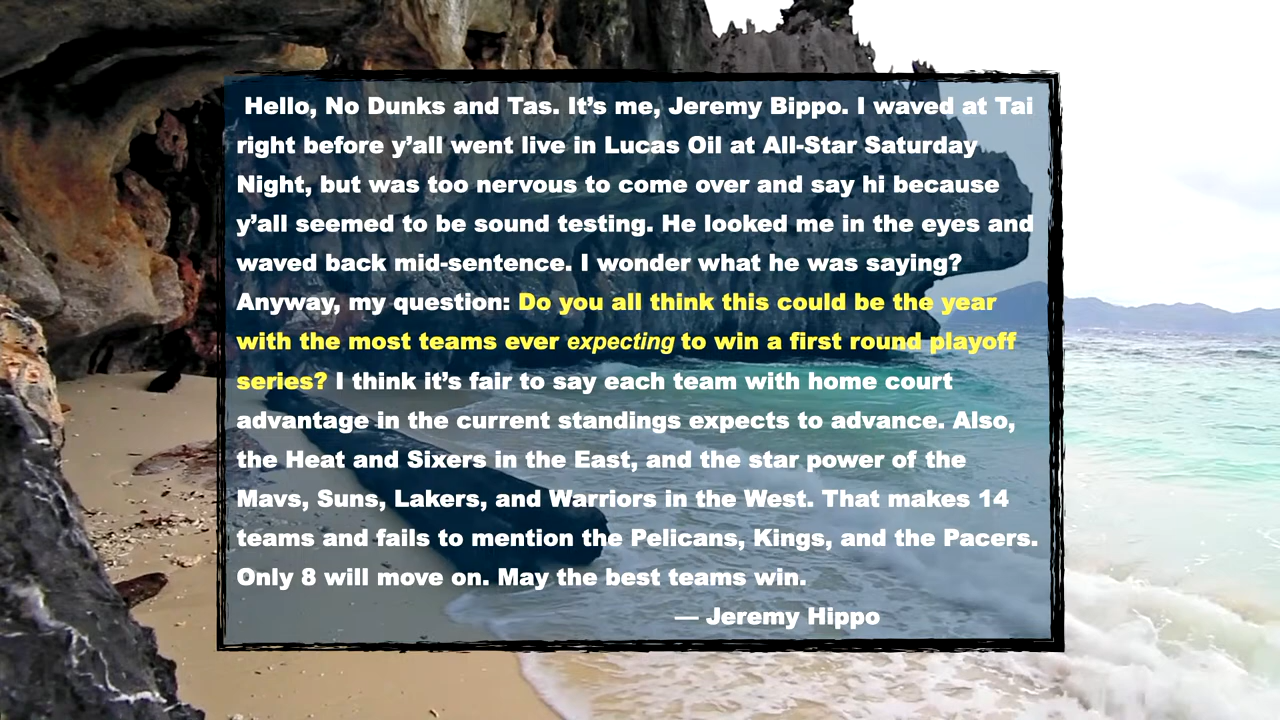 Hello, No Dunks and Tas. It’s me, Jeremy Bippo. I waved at Tai
right before y’all went live in Lucas Oil at All-Star Saturday
Night, but was too nervous to come over and say hi because
y’all seemed to be sound testing. He looked me in the eyes and
waved back mid-sentence. I wonder what he was saying?
Anyway, my question: Do you all think this could be the year
with the most teams ever expecting to win a first round playoff
series? I think it’s fair to say each team with home court
advantage in the current standings expects to advance. Also,
the Heat and Sixers in the East, and the star power of the
Mavs, Suns, Lakers, and Warriors in the West. That makes 14
teams and fails to mention the Pelicans, Kings, and the Pacers.
Only 8 will move on. May the best teams win.
— Jeremy Hippo